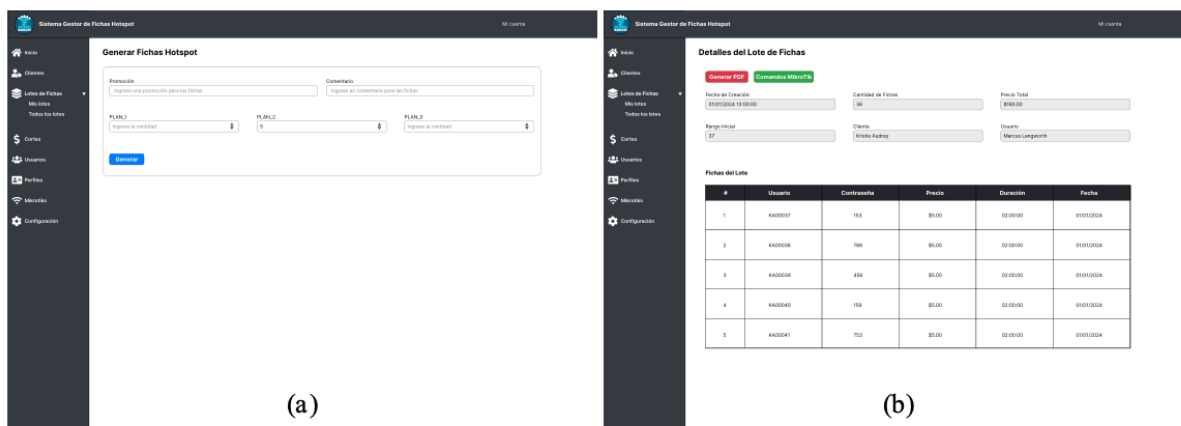 Sistema Gestor de Fichas Hotspot
Mi cuenta
Inicio
Clientes
Lotes de Fichas
Mis lotes
Todos los lotes
Cortes
Usuarios
Perfiles
Mikrotiks
Configuración
Generar Fichas Hotspot
Promoción
Comentario
Ingrese una promoción para las fichas
Ingrese un comentario para las fichas
PLAN_1
PLAN_2
PLAN_3
Ingrese la cantidad
5
Ingrese la cantidad
Generar
(a)
Sistema Gestor de Fichas Hotspot
Mi cuenta
Inicio
Clientes
Lotes de Fichas
Mis lotes
Todos los lotes
Cortes
Usuarios
Perfiles
Mikrotiks
Configuración
Detalles del Lote de Fichas
Generar PDF
Comandos MikroTik
Fecha de Creación:
Cantidad de Fichas
Precio Total
01/01/2024 13:00:00
36
$180.00
Rango Inicial
Cliente
Usuario
37
Kristie Audrey
Marcus Langworth
Fichas del Lote
# Usuario Contraseña Precio Duración Fecha
1 KA00037 153 $5.00 02:00:00 01/01/2024
2 KA00038 789 $5.00 02:00:00 01/01/2024
3 KA00039 459 $5.00 02:00:00 01/01/2024
4 KA00040 159 $5.00 02:00:00 01/01/2024
5 KA00041 753 $5.00 02:00:00 01/01/2024
(b)